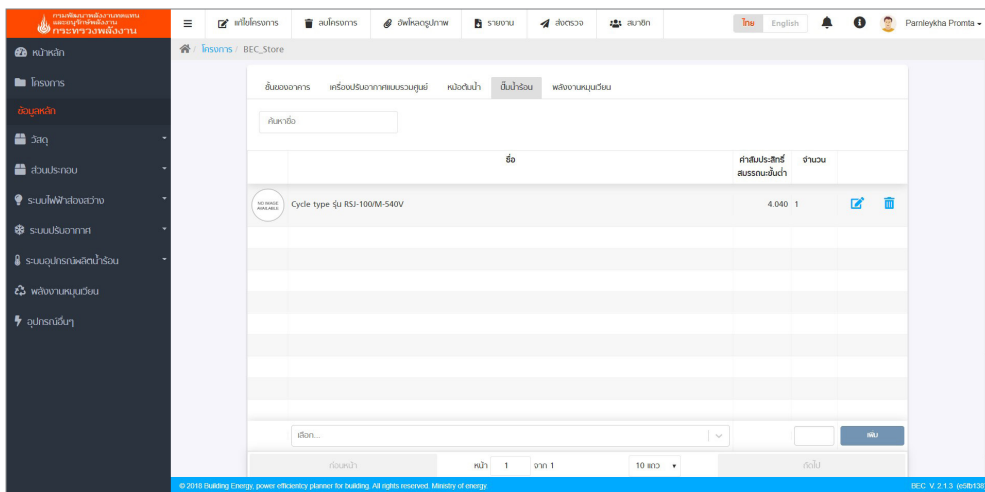 กรมพัฒนาพลังงานทดแทน
และอนุรักษ์พลังงาน
กระทรวงพลังงาน
แก้ไขโครงการ ลบโครงการ อัพโหลดรูปภาพ รายงาน ส่งตรวจ สมาชิก ไทย English Pamleykha Promta
หน้าหลัก
โครงการ / BEC_Store
โครงการ
ข้อมูลหลัก
วัสดุ
ส่วนประกอบ
ระบบไฟฟ้าส่องสว่าง
ระบบปรับอากาศ
ระบบอุปกรณ์ผลิตน้ำร้อน
พลังงานหมุนเวียน
อุปกรณ์อื่นๆ
ชั้นของอาคาร เครื่องปรับอากาศแบบรวมศูนย์ หม้อต้มน้ำ ปั๊มน้ำร้อน พลังงานหมุนเวียน
ค้นหาชื่อ
ชื่อ ค่าสัมประสิทธิ์ จำนวน
สมรรถนะขั้นต่ำ
NO IMAGE
AVAILABLE
Cycle type รุ่น RSJ-100/M-540V 4.040 1
เลือก... เพิ่ม
ก่อนหน้า หน้า 1 จาก 1 10 แถว ถัดไป
© 2018 Building Energy, power efficientcy planner for building. All rights reserved. Ministry of energy BEC V. 2.1.3